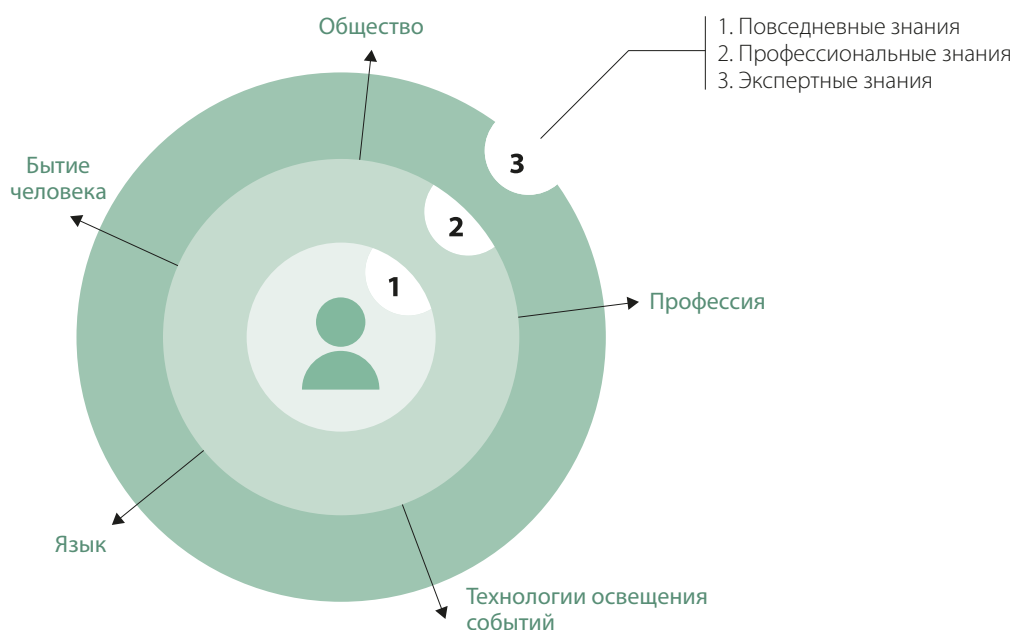 Общество
1. Повседневные знания
2. Профессиональные знания
3. Экспертные знания
3
Бытие
человека
2
1
Профессия
Язык
Технологии освещения
событий